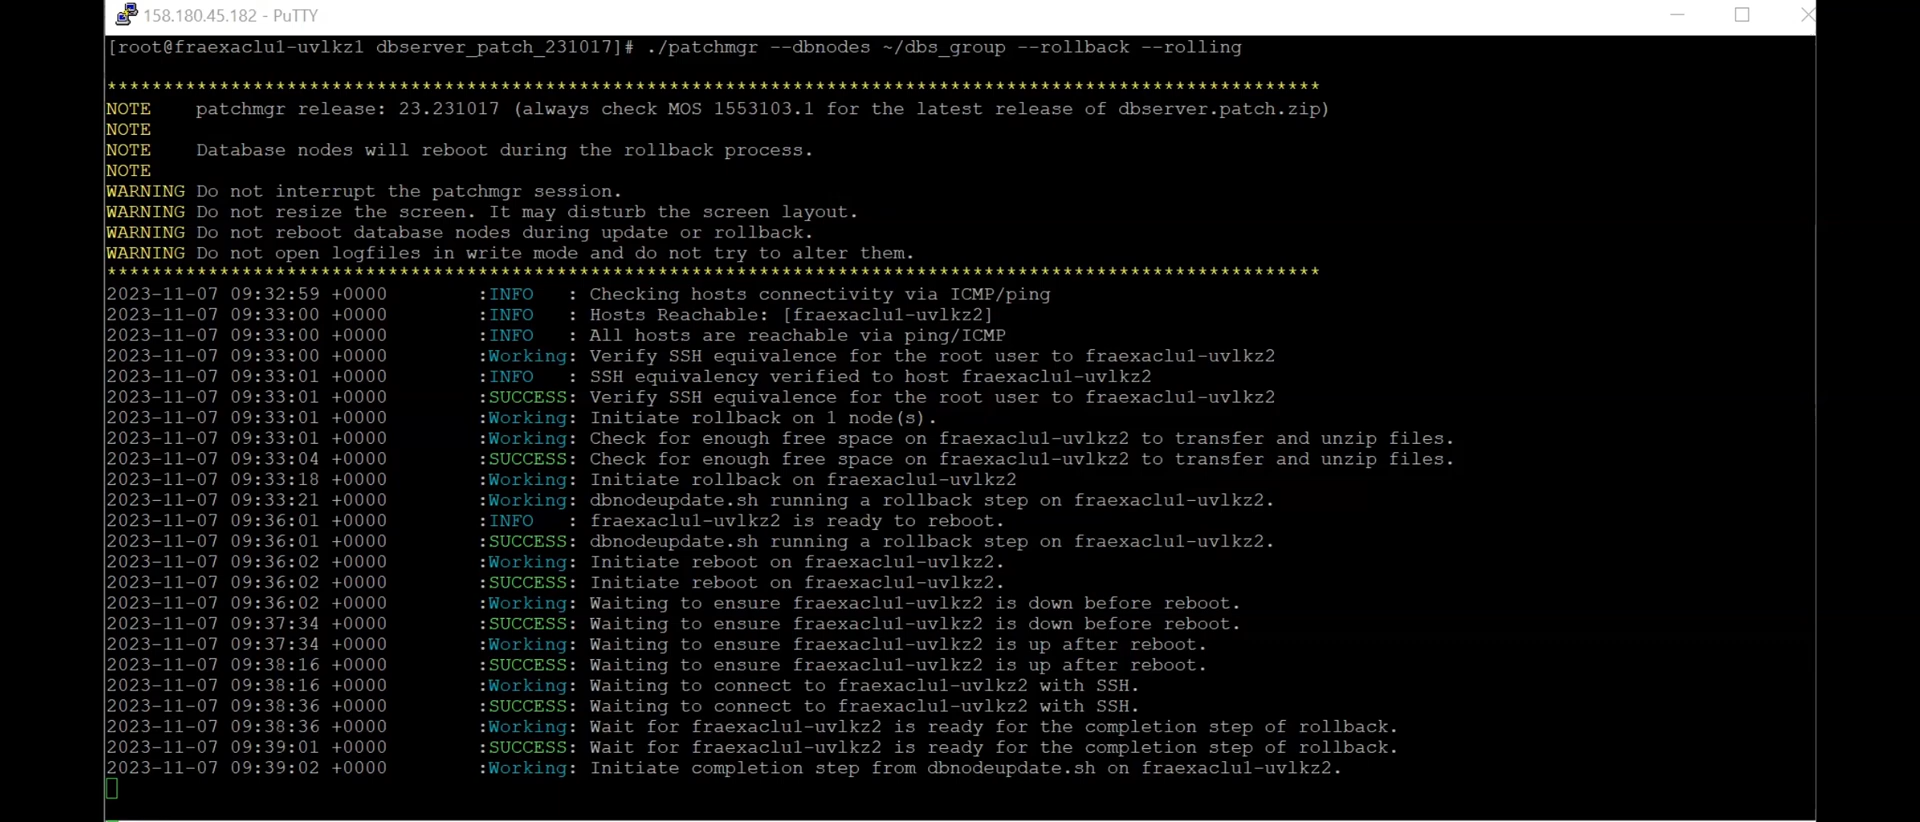 158.180.45.182 - PuTTY
[root@fraexaclu1-uvlkz1 dbserver_patch_231017]# ./patchmgr --dbnodes ~/dbs_group --rollback --rolling
************************************************************************************************************
NOTE    patchmgr release: 23.231017 (always check MOS 1553103.1 for the latest release of dbserver.patch.zip)
NOTE
NOTE    Database nodes will reboot during the rollback process.
NOTE
WARNING Do not interrupt the patchmgr session.
WARNING Do not resize the screen. It may disturb the screen layout.
WARNING Do not reboot database nodes during update or rollback.
WARNING Do not open logfiles in write mode and do not try to alter them.
************************************************************************************************************
2023-11-07 09:32:59 +0000        :INFO   : Checking hosts connectivity via ICMP/ping
2023-11-07 09:33:00 +0000        :INFO   : Hosts Reachable: [fraexaclu1-uvlkz2]
2023-11-07 09:33:00 +0000        :INFO   : All hosts are reachable via ping/ICMP
2023-11-07 09:33:00 +0000        :Working: Verify SSH equivalence for the root user to fraexaclu1-uvlkz2
2023-11-07 09:33:01 +0000        :INFO   : SSH equivalency verified to host fraexaclu1-uvlkz2
2023-11-07 09:33:01 +0000        :SUCCESS: Verify SSH equivalence for the root user to fraexaclu1-uvlkz2
2023-11-07 09:33:01 +0000        :Working: Initiate rollback on 1 node(s).
2023-11-07 09:33:01 +0000        :Working: Check for enough free space on fraexaclu1-uvlkz2 to transfer and unzip files.
2023-11-07 09:33:04 +0000        :SUCCESS: Check for enough free space on fraexaclu1-uvlkz2 to transfer and unzip files.
2023-11-07 09:33:18 +0000        :Working: Initiate rollback on fraexaclu1-uvlkz2
2023-11-07 09:33:21 +0000        :Working: dbnodeupdate.sh running a rollback step on fraexaclu1-uvlkz2.
2023-11-07 09:36:01 +0000        :INFO   : fraexaclu1-uvlkz2 is ready to reboot.
2023-11-07 09:36:01 +0000        :SUCCESS: dbnodeupdate.sh running a rollback step on fraexaclu1-uvlkz2.
2023-11-07 09:36:02 +0000        :Working: Initiate reboot on fraexaclu1-uvlkz2.
2023-11-07 09:36:02 +0000        :SUCCESS: Initiate reboot on fraexaclu1-uvlkz2.
2023-11-07 09:36:02 +0000        :Working: Waiting to ensure fraexaclu1-uvlkz2 is down before reboot.
2023-11-07 09:37:34 +0000        :SUCCESS: Waiting to ensure fraexaclu1-uvlkz2 is down before reboot.
2023-11-07 09:37:34 +0000        :Working: Waiting to ensure fraexaclu1-uvlkz2 is up after reboot.
2023-11-07 09:38:16 +0000        :SUCCESS: Waiting to ensure fraexaclu1-uvlkz2 is up after reboot.
2023-11-07 09:38:16 +0000        :Working: Waiting to connect to fraexaclu1-uvlkz2 with SSH.
2023-11-07 09:38:36 +0000        :SUCCESS: Waiting to connect to fraexaclu1-uvlkz2 with SSH.
2023-11-07 09:38:36 +0000        :Working: Wait for fraexaclu1-uvlkz2 is ready for the completion step of rollback.
2023-11-07 09:39:01 +0000        :SUCCESS: Wait for fraexaclu1-uvlkz2 is ready for the completion step of rollback.
2023-11-07 09:39:02 +0000        :Working: Initiate completion step from dbnodeupdate.sh on fraexaclu1-uvlkz2.